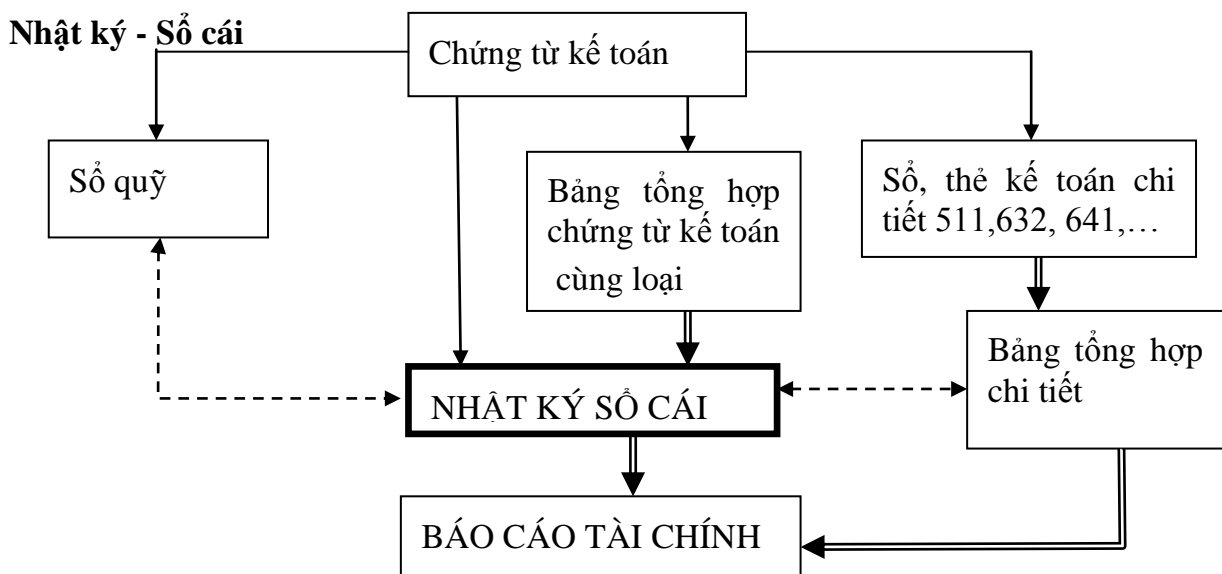 Nhật ký - Sổ cái
Chứng từ kế toán
Sổ quỹ
Bảng tổng hợp
chứng từ kế toán
cùng loại
Sổ, thẻ kế toán chi
tiết 511,632, 641,…
Bảng tổng hợp
chi tiết
NHẬT KÝ SỔ CÁI
BÁO CÁO TÀI CHÍNH